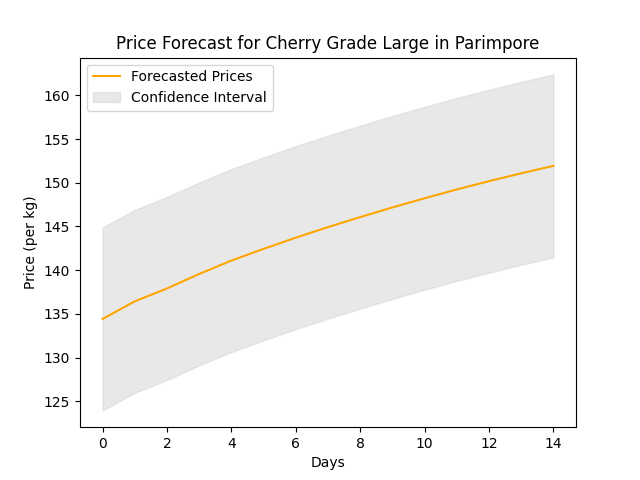 Price Forecast for Cherry Grade Large in Parimpore
Forecasted Prices
Confidence Interval
Price (per kg)
160
155
150
145
140
135
130
125
0 2 4 6 8 10 12 14
Days